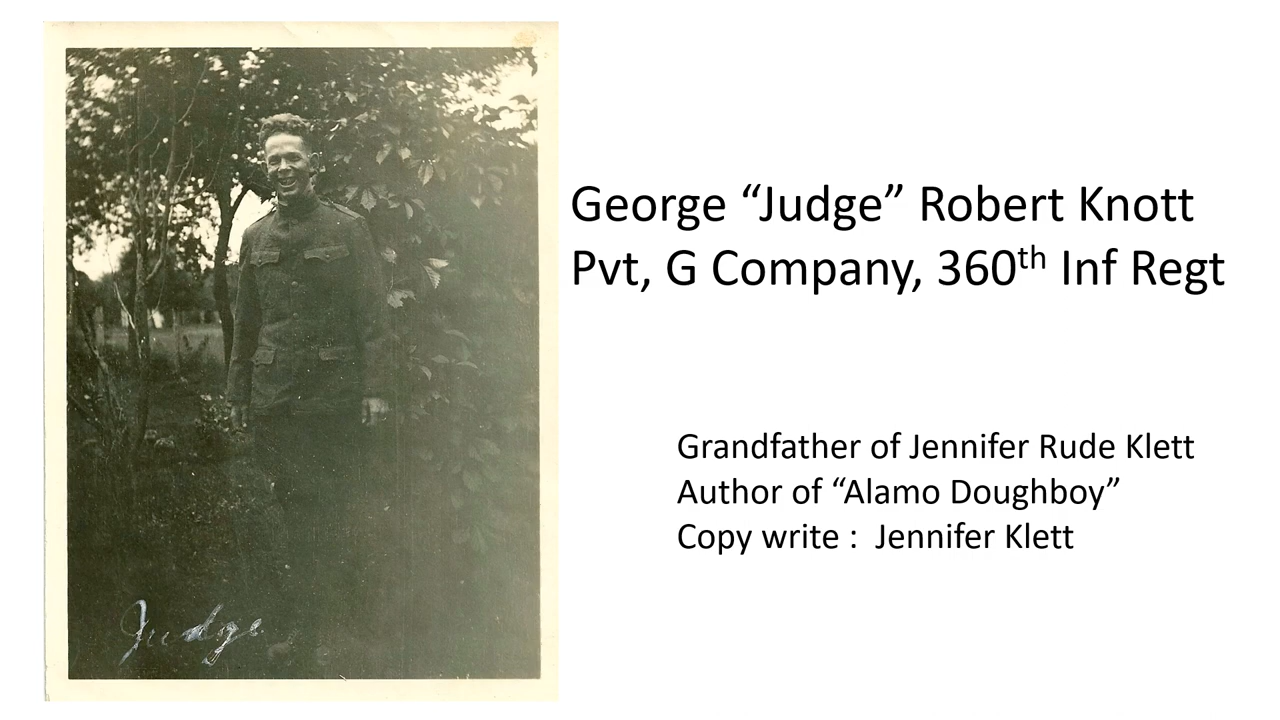 George “Judge” Robert Knott
Pvt, G Company, 360th Inf Regt
Grandfather of Jennifer Rude Klett
Author of “Alamo Doughboy”
Copy write :  Jennifer Klett
Judge